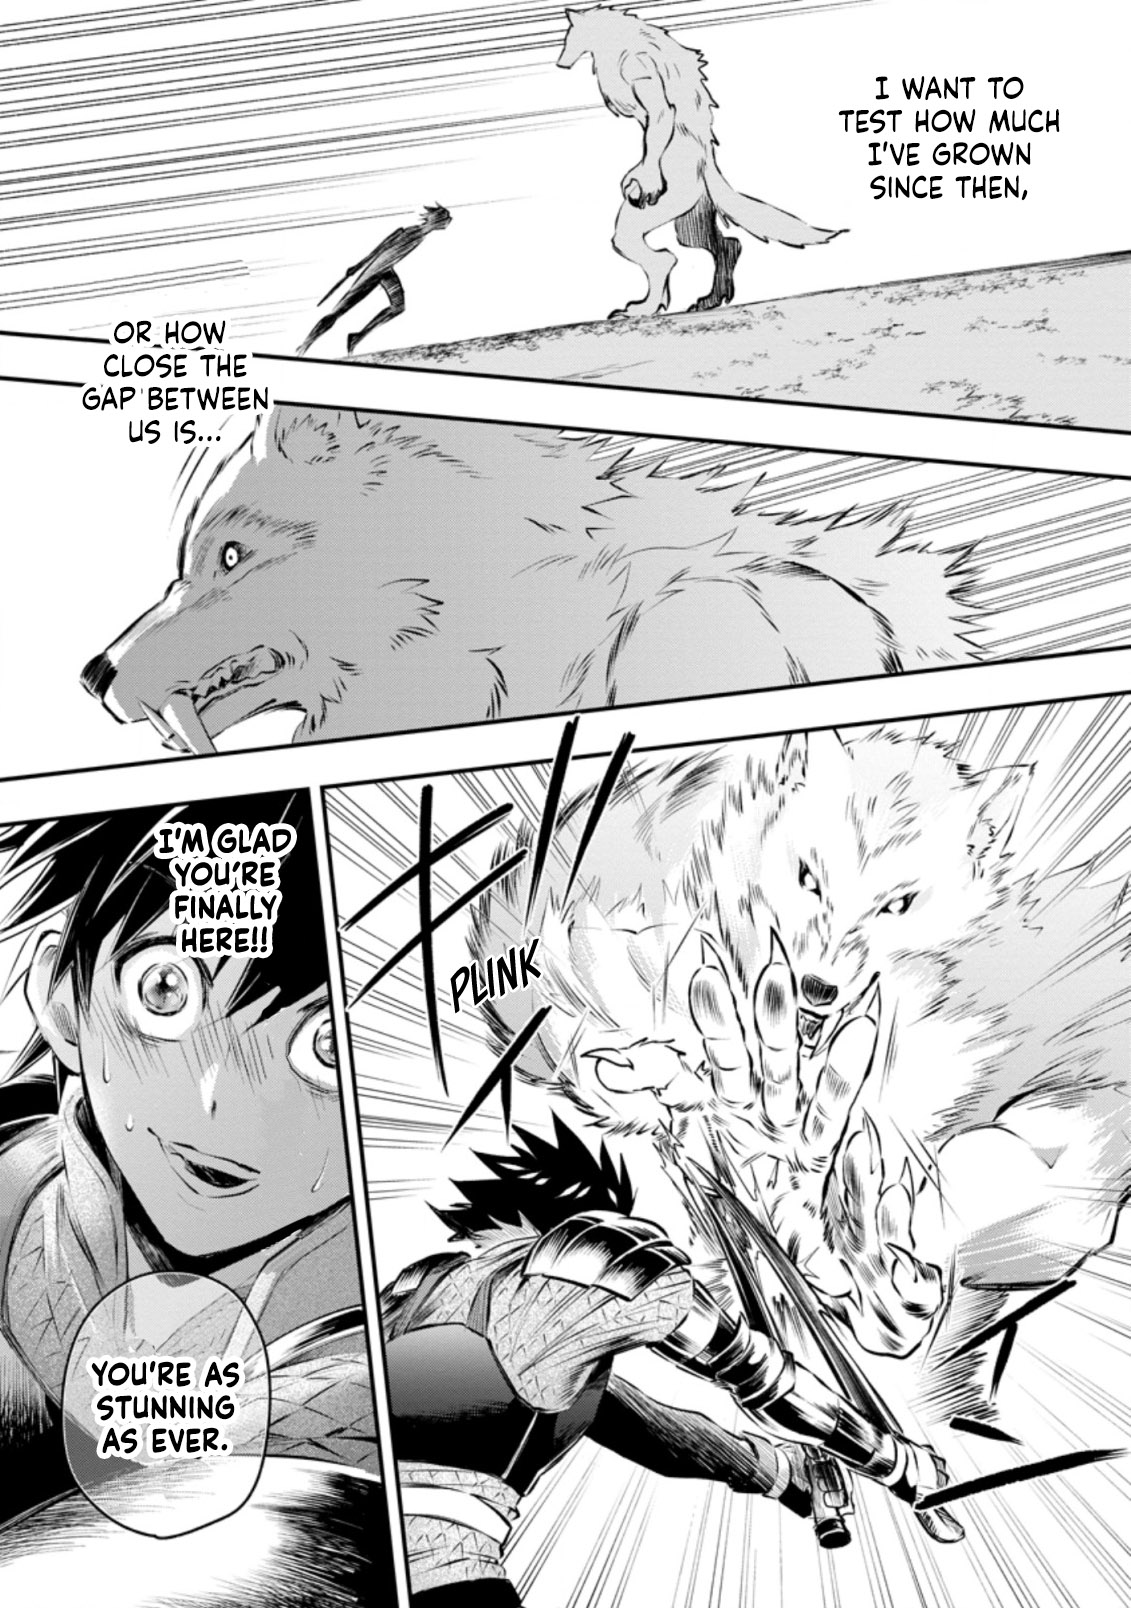 I WANT TO
TEST HOW MUCH
I'VE GROWN
SINCE THEN,
OR HOW
CLOSE THE
GAP BETWEEN
US IS...
PLINK
I'M GLAD
YOU'RE
FINALLY
HERE!!
YOU'RE AS
STUNNING
AS EVER.